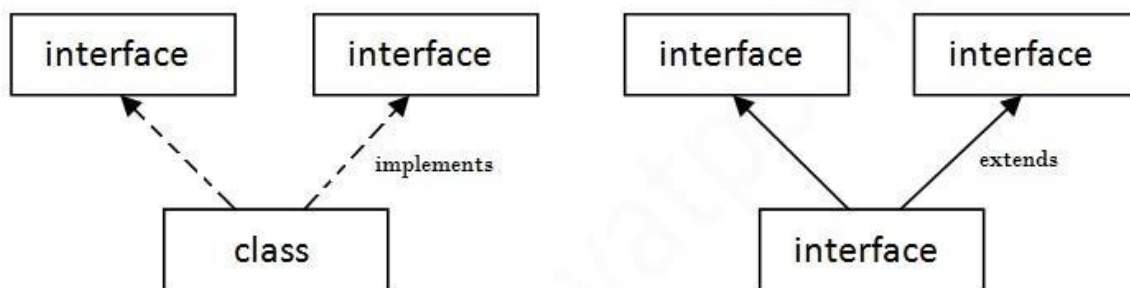 interface interface interface interface
implements extends
class interface